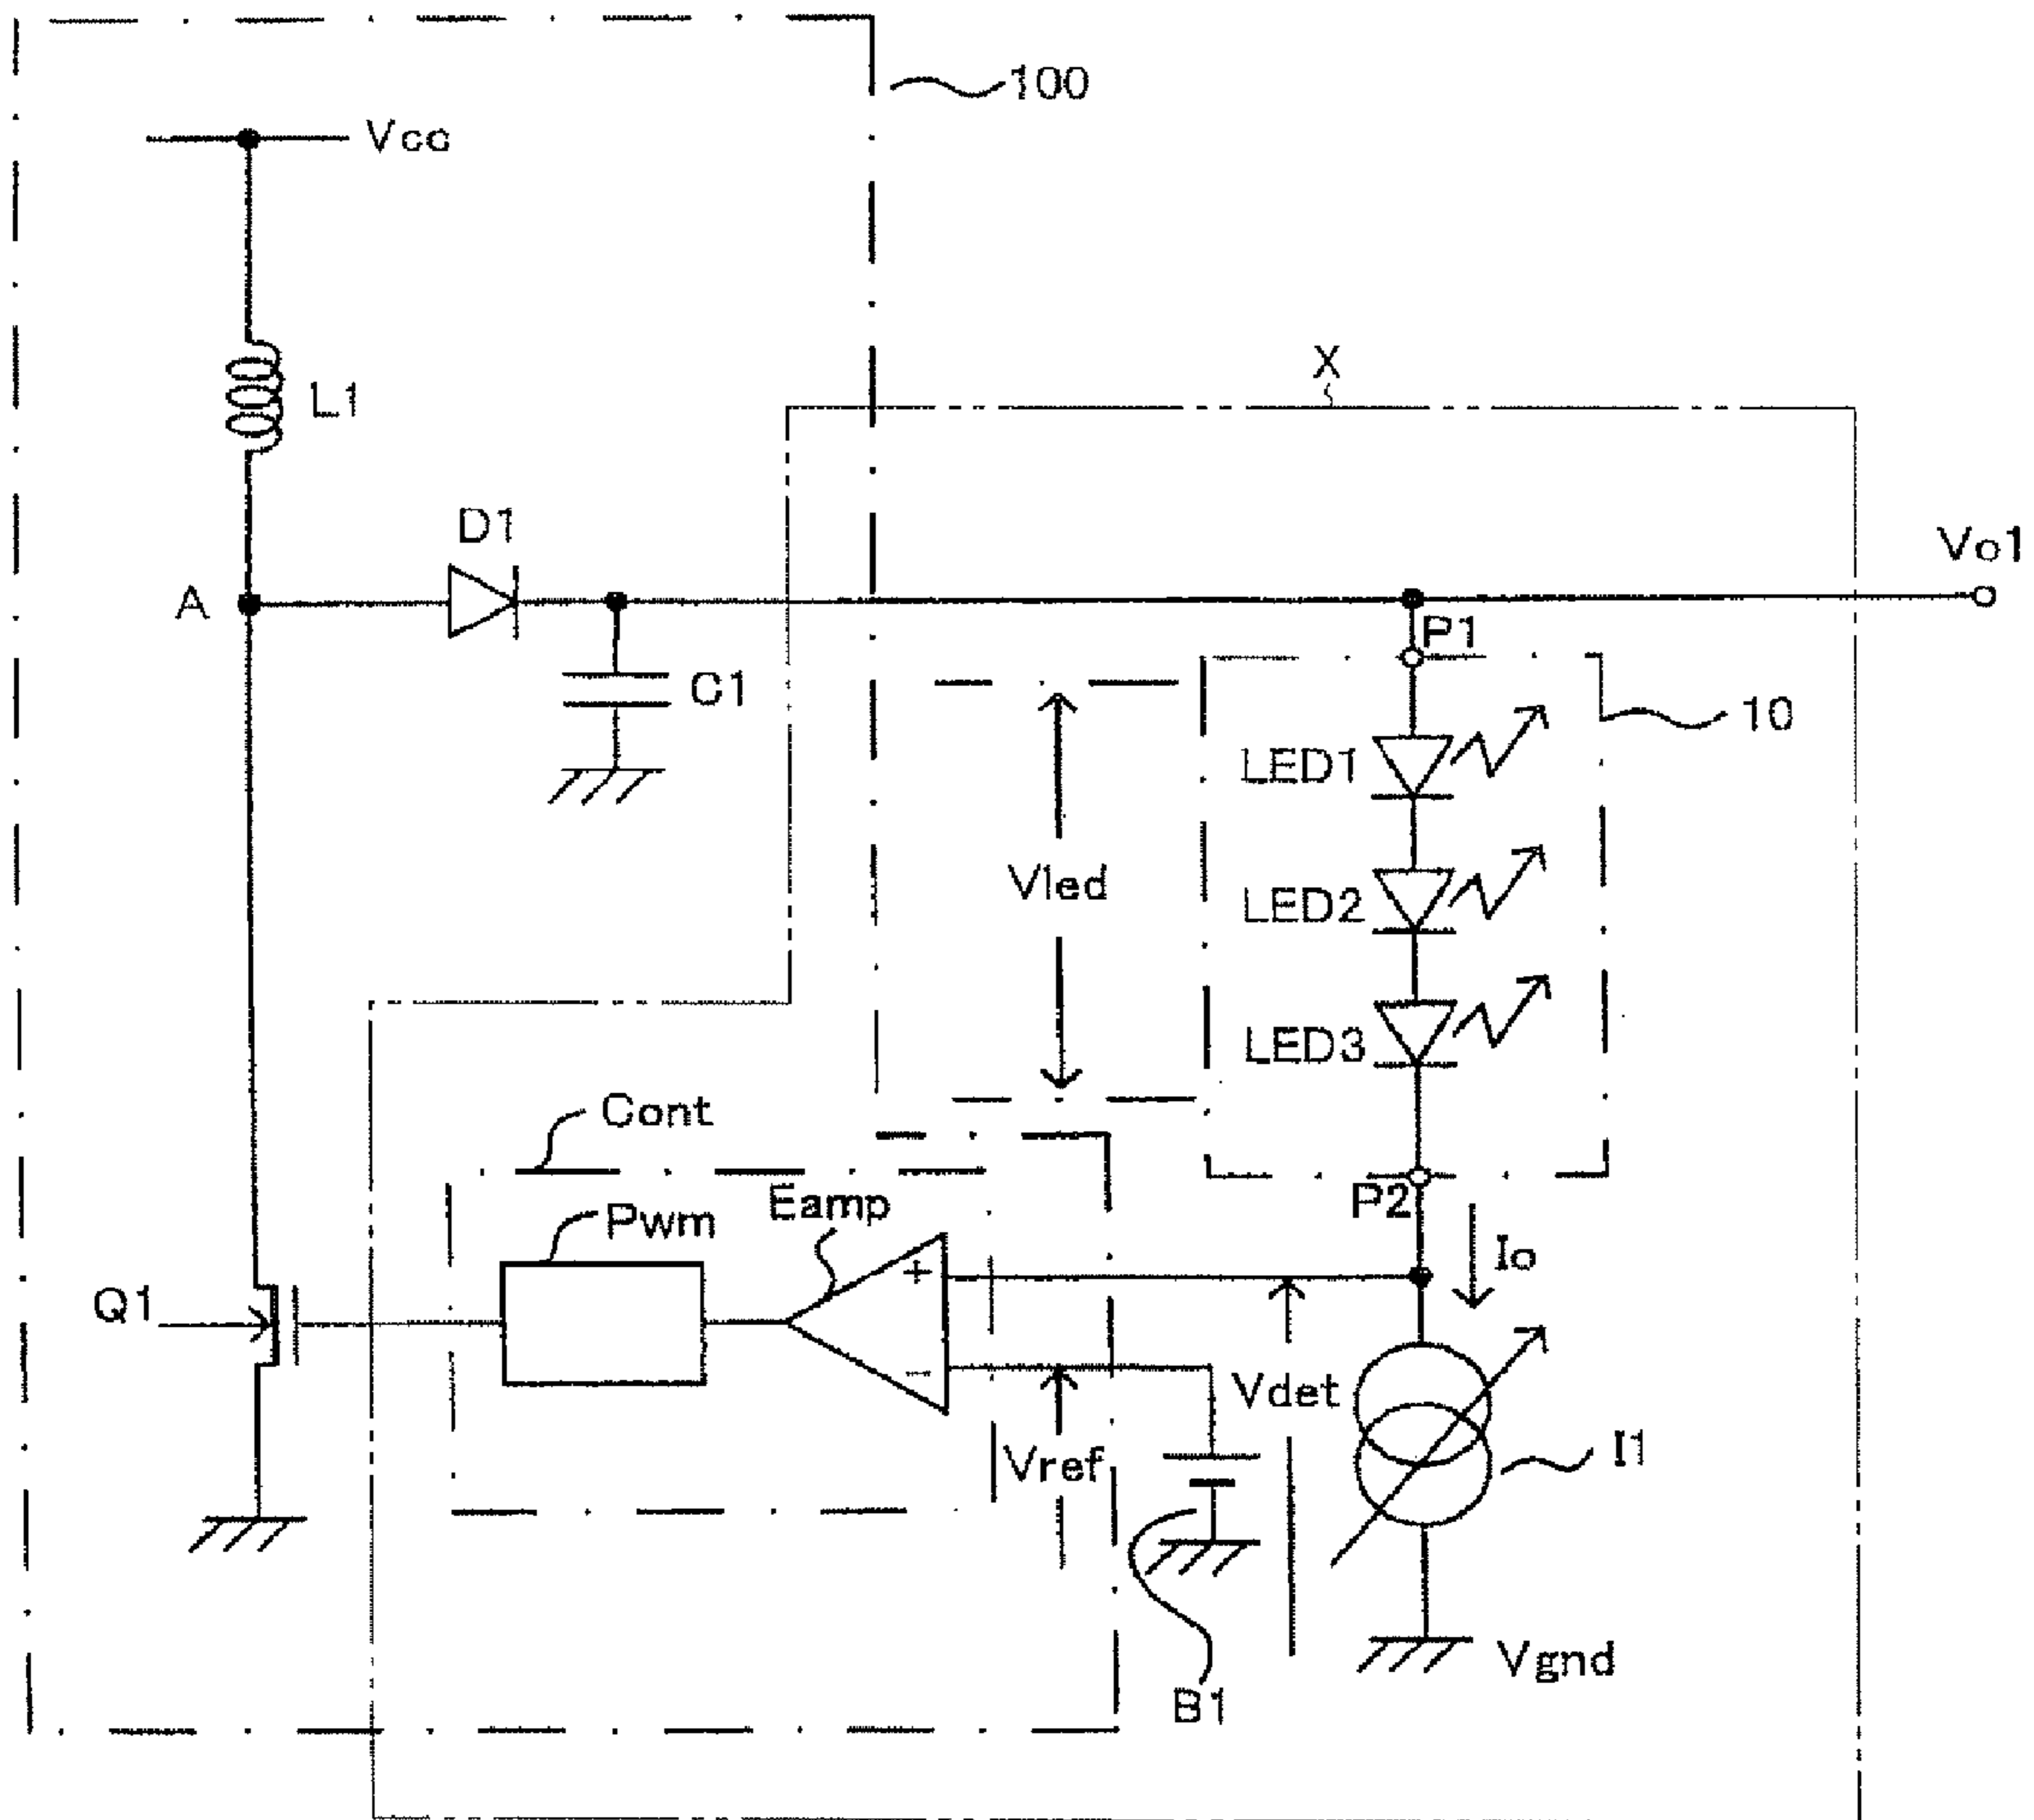 100
Vcc
L1
X
D1
Vo1
A
P1
C1
10
LED1
Vled
LED2
LED3
Cont
Eamp
P2
Pwm
Io
+
Q1
−
Vdet
Vref
I1
Vgnd
B1